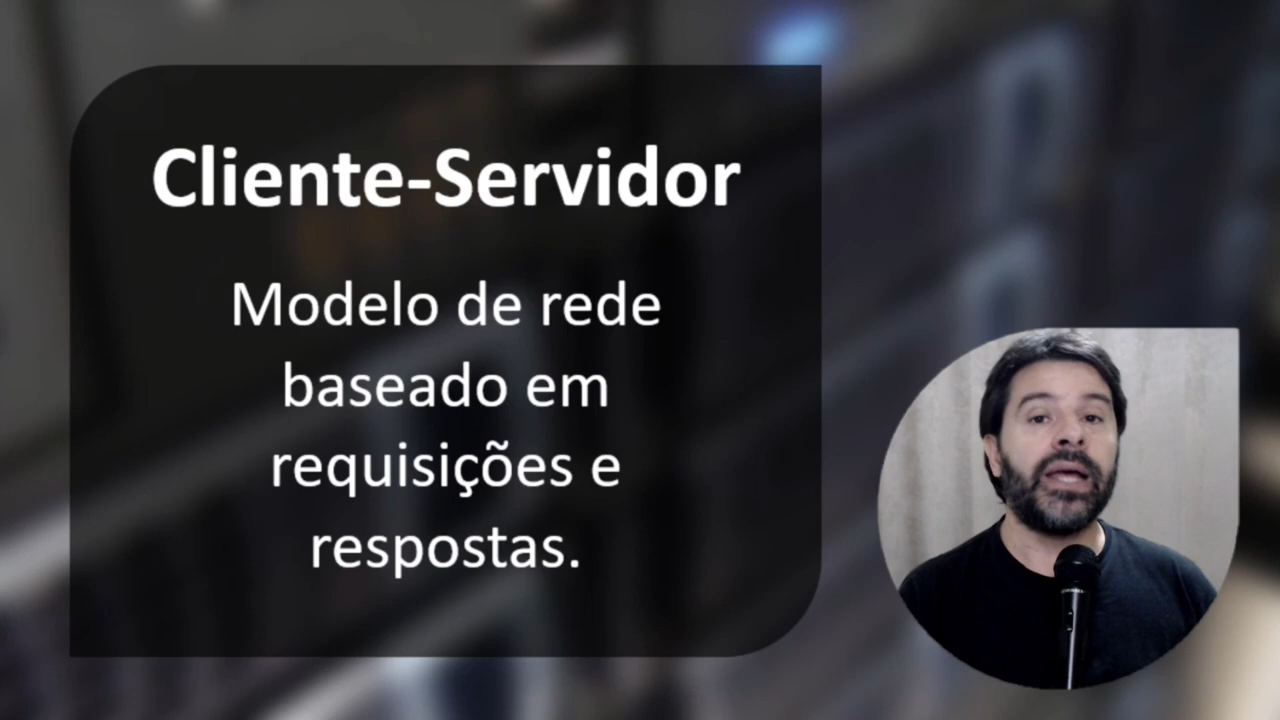 Cliente-Servidor
Modelo de rede
baseado em
requisições e
respostas.